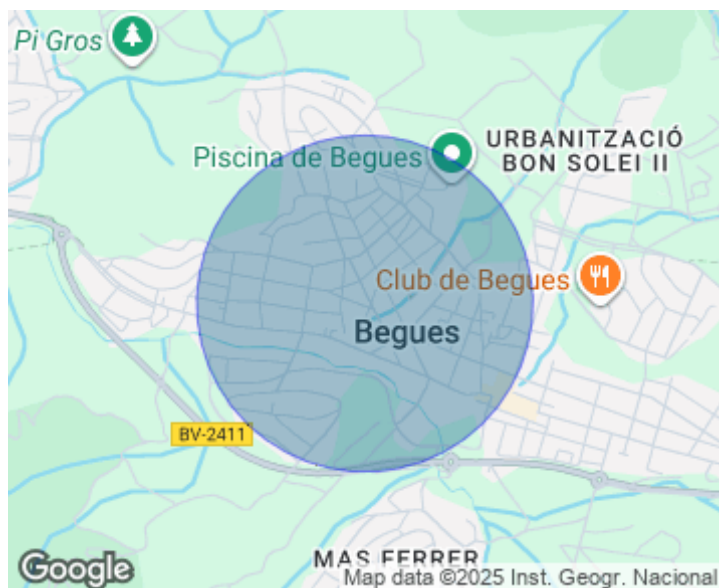 Pi Gros
Piscina de Begues
URBANITZACIÓ
BON SOLEI II
Club de Begues
Begues
BV-2411
MAS FERRER
Google
Map data ©2025 Inst. Geogr. Nacional